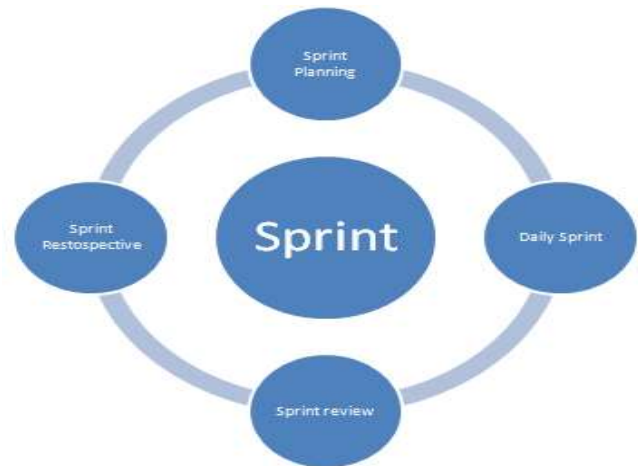 Sprint
Planning
Sprint
Restospective
Sprint
Daily Sprint
Sprint review